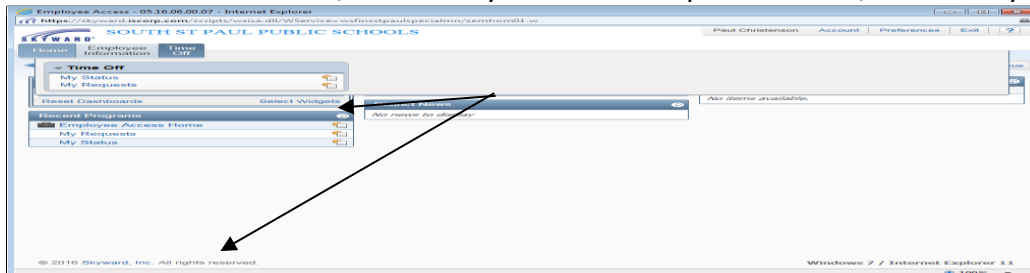 Employee Access - 05.16.06.00.07 - Internet Explorer
https://skyward.iscorp.com/scripts/wsisa.dll/WService=wsfinsstpaulspecialmn/semhom01.w
SKYWARD
SOUTH ST PAUL PUBLIC SCHOOLS
Paul Christenson Account Preferences Exit ?
Home Employee Information Time Off
Time Off
My Status
My Requests
Reset Dashboards Select Widgets
District News
No items available.
Recent Programs
No news to display
Employee Access Home
My Requests
My Status
© 2016 Skyward, Inc. All rights reserved.
Windows 7 / Internet Explorer 11
100%